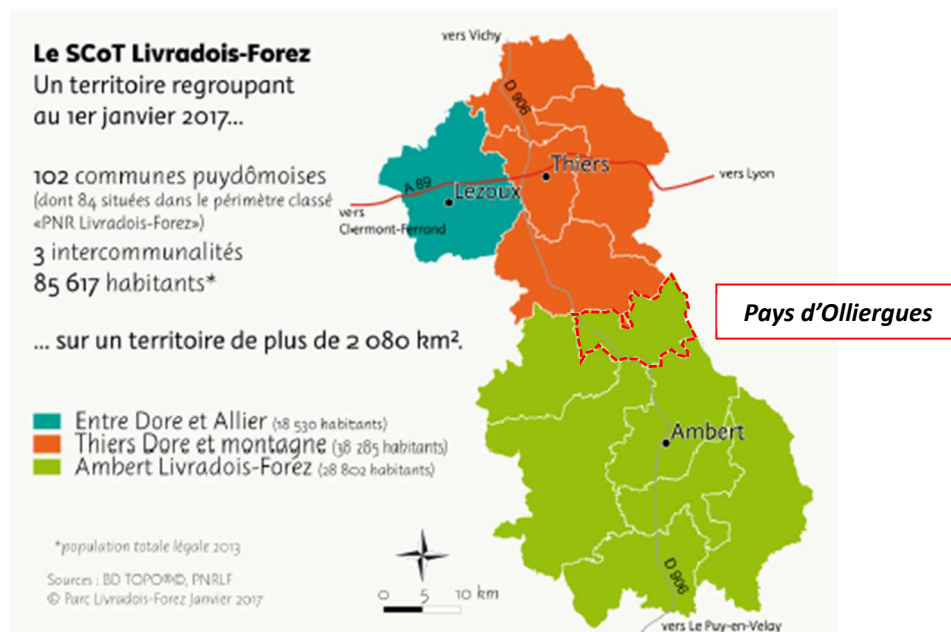 Le SCoT Livradois-Forez
Un territoire regroupant
au 1er janvier 2017...
102 communes puydômoises
(dont 84 situées dans le périmètre classé
«PNR Livradois-Forez»)
3 intercommunalités
85 617 habitants*
... sur un territoire de plus de 2 080 km².
Entre Dore et Allier (18 530 habitants)
Thiers Dore et montagne (38 285 habitants)
Ambert Livradois-Forez (28 802 habitants)
*population totale légale 2013
Sources : BD TOPO®©, PNRLF
© Parc Livradois-Forez Janvier 2017
0 5 10 km
vers Vichy
D 906
Thiers
A 89
Lezoux
vers Lyon
vers
Clermont-Ferrand
Pays d'Olliergues
Ambert
D 906
vers Le Puy-en-Velay